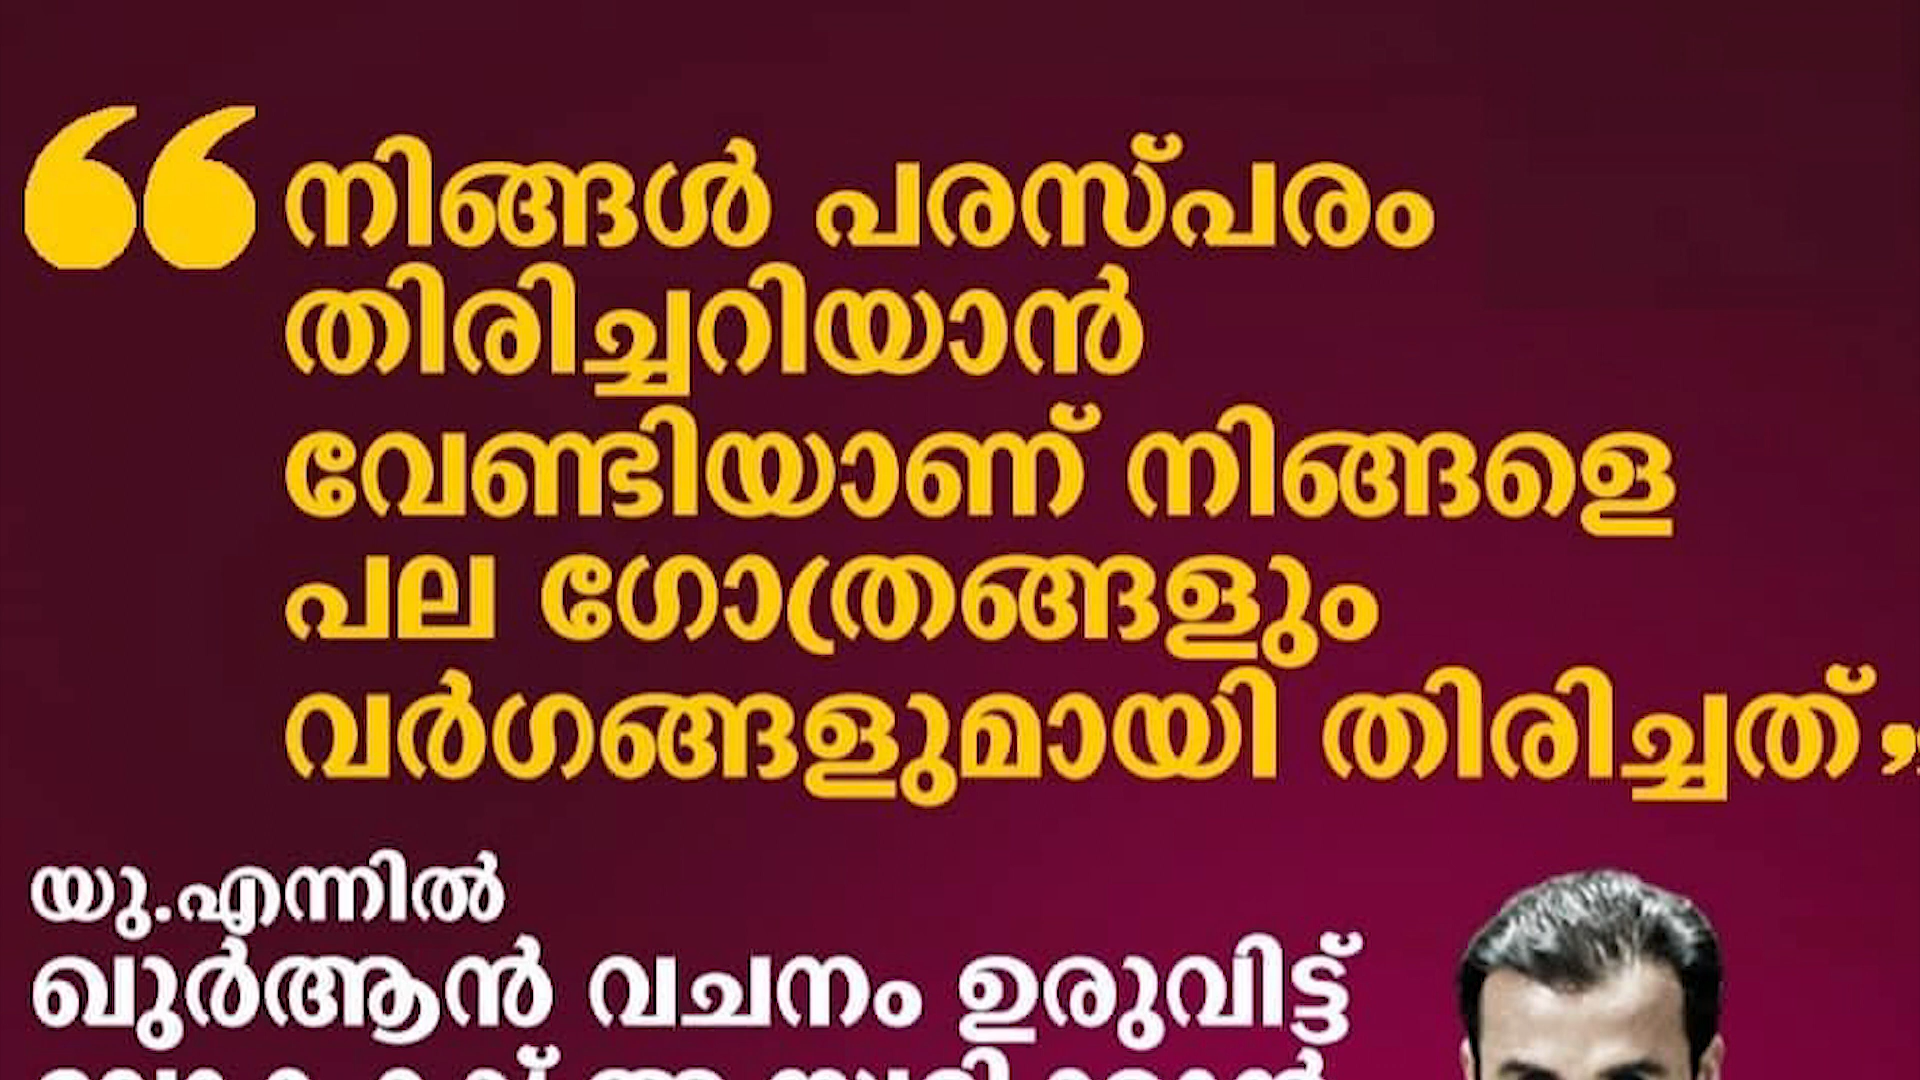 “നിങ്ങൾ പരസ്പരം
തിരിച്ചറിയാൻ
വേണ്ടിയാണ് നിങ്ങളെ
പല ഗോത്രങ്ങളും
വർഗങ്ങളുമായി തിരിച്ചത്”
യു.എന്നിൽ
ഖുർആൻ വചനം ഉരുവിട്ട്